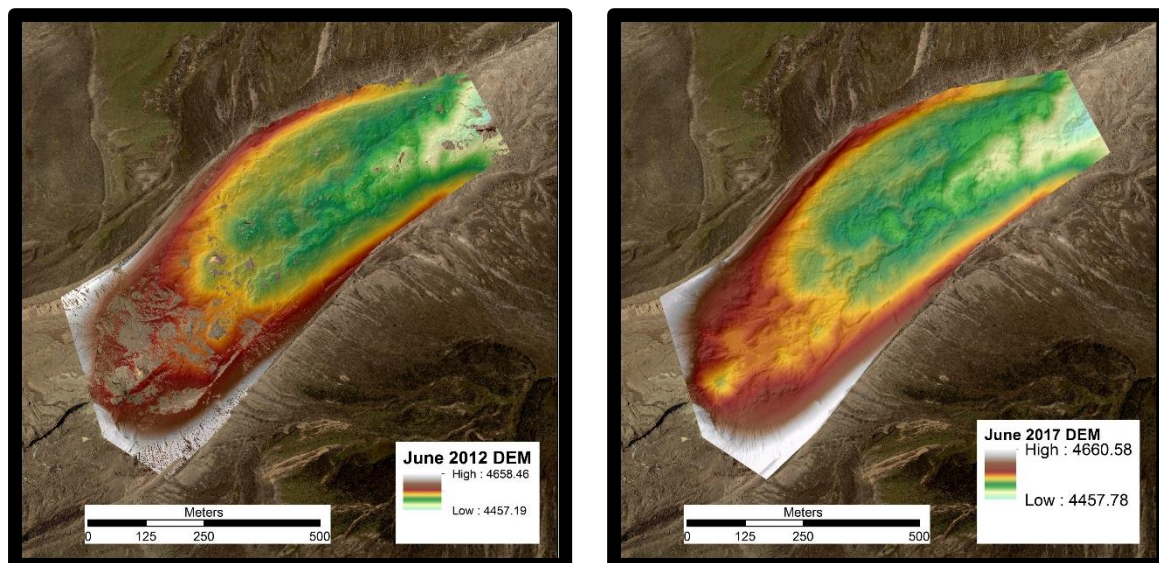 June 2012 DEM
High : 4658.46
Low : 4457.19
Meters
0 125 250 500
June 2017 DEM
High : 4660.58
Low : 4457.78
Meters
0 125 250 500